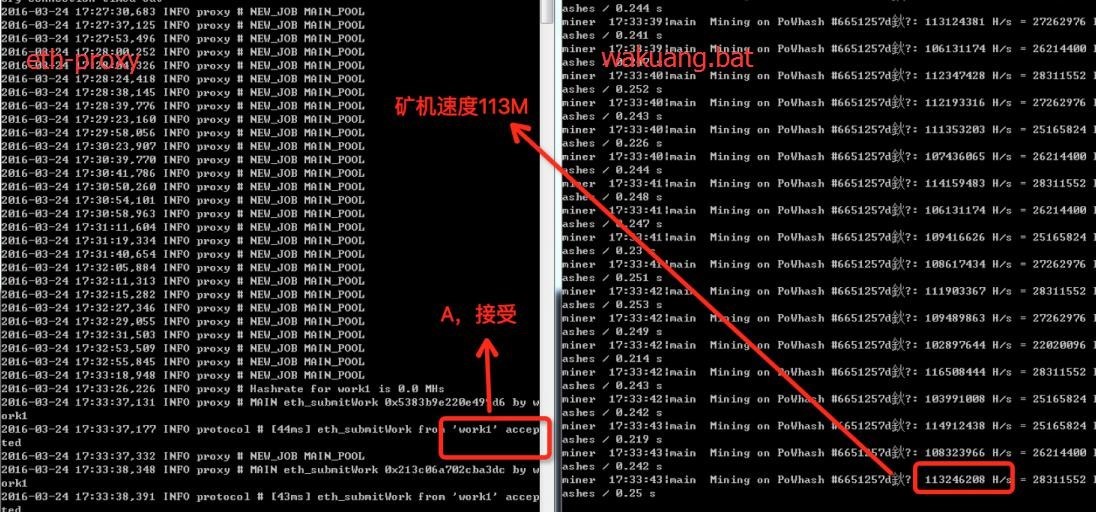 2016-03-24 17:27:30,683 INFO proxy # NEW_JOB MAIN_POOL
2016-03-24 17:27:37,125 INFO proxy # NEW_JOB MAIN_POOL
2016-03-24 17:27:53,496 INFO proxy # NEW_JOB MAIN_POOL
2016-03-24 17:28:00,252 INFO proxy # NEW_JOB MAIN_POOL
eth-proxy
INFO proxy # NEW_JOB MAIN_POOL
2016-03-24 17:28:24,418 INFO proxy # NEW_JOB MAIN_POOL
2016-03-24 17:28:38,145 INFO proxy # NEW_JOB MAIN_POOL
2016-03-24 17:28:39,776 INFO proxy # NEW_JOB MAIN_POOL
2016-03-24 17:29:23,160 INFO proxy # NEW_JOB MAIN_POOL
2016-03-24 17:29:58,056 INFO proxy # NEW_JOB MAIN_POOL
2016-03-24 17:30:23,907 INFO proxy # NEW_JOB MAIN_POOL
2016-03-24 17:30:39,770 INFO proxy # NEW_JOB MAIN_POOL
2016-03-24 17:30:41,786 INFO proxy # NEW_JOB MAIN_POOL
2016-03-24 17:30:50,260 INFO proxy # NEW_JOB MAIN_POOL
2016-03-24 17:30:54,101 INFO proxy # NEW_JOB MAIN_POOL
2016-03-24 17:30:58,963 INFO proxy # NEW_JOB MAIN_POOL
2016-03-24 17:31:11,604 INFO proxy # NEW_JOB MAIN_POOL
2016-03-24 17:31:19,334 INFO proxy # NEW_JOB MAIN_POOL
2016-03-24 17:31:40,654 INFO proxy # NEW_JOB MAIN_POOL
2016-03-24 17:32:05,884 INFO proxy # NEW_JOB MAIN_POOL
2016-03-24 17:32:11,313 INFO proxy # NEW_JOB MAIN_POOL
2016-03-24 17:32:15,282 INFO proxy # NEW_JOB MAIN_POOL
2016-03-24 17:32:27,346 INFO proxy # NEW_JOB MAIN_POOL
2016-03-24 17:32:29,055 INFO proxy # NEW_JOB MAIN_POOL
2016-03-24 17:32:31,503 INFO proxy # NEW_JOB MAIN_POOL
2016-03-24 17:32:53,509 INFO proxy # NEW_JOB MAIN_POOL
2016-03-24 17:32:55,845 INFO proxy # NEW_JOB MAIN_POOL
2016-03-24 17:33:18,948 INFO proxy # NEW_JOB MAIN_POOL
2016-03-24 17:33:26,226 INFO proxy # Hashrate for work1 is 0.0 MHs
2016-03-24 17:33:37,131 INFO proxy # MAIN eth_submitWork by w
ork1
2016-03-24 17:33:37,177 INFO protocol # [44ms] eth_submitWork from 'work1' accep
ted
2016-03-24 17:33:37,332 INFO proxy # NEW_JOB MAIN_POOL
2016-03-24 17:33:38,348 INFO proxy # MAIN eth_submitWork 0x213c06a702cba3dc by w
ork1
2016-03-24 17:33:38,391 INFO protocol # [43ms] eth_submitWork from 'work1' accep
ted
A，接受
矿机速度113M
ashes / 0.244 s
miner 17:33:39|main Mining on PoWhash #6651257d鈥?: 113124381 H/s = 27262976
ashes / 0.241 s
miner 17:33:39|main Mining on PoWhash #6651257d鈥?: 106131174 H/s = 26214400
wakuang.bat
miner 17:33:40|main Mining on PoWhash #6651257d鈥?: 112347428 H/s = 28311552
ashes / 0.252 s
miner 17:33:40|main Mining on PoWhash #6651257d鈥?: 112193316 H/s = 27262976
ashes / 0.243 s
miner 17:33:40|main Mining on PoWhash #6651257d鈥?: 111353203 H/s = 25165824
ashes / 0.226 s
miner 17:33:40|main Mining on PoWhash #6651257d鈥?: 107436065 H/s = 26214400
ashes / 0.244 s
miner 17:33:41|main Mining on PoWhash #6651257d鈥?: 114159483 H/s = 28311552
ashes / 0.248 s
miner 17:33:41|main Mining on PoWhash #6651257d鈥?: 106131174 H/s = 26214400
ashes / 0.247 s
miner 17:33:41|main Mining on PoWhash #6651257d鈥?: 109416626 H/s = 25165824
ashes / 0.23 s
miner 17:33:41|main Mining on PoWhash #6651257d鈥?: 108617434 H/s = 27262976
ashes / 0.251 s
miner 17:33:42|main Mining on PoWhash #6651257d鈥?: 111903367 H/s = 28311552
ashes / 0.253 s
miner 17:33:42|main Mining on PoWhash #6651257d鈥?: 109489863 H/s = 27262976
ashes / 0.249 s
miner 17:33:42|main Mining on PoWhash #6651257d鈥?: 102897644 H/s = 22020096
ashes / 0.214 s
miner 17:33:42|main Mining on PoWhash #6651257d鈥?: 116508444 H/s = 28311552
ashes / 0.243 s
miner 17:33:42|main Mining on PoWhash #6651257d鈥?: 103991008 H/s = 25165824
ashes / 0.242 s
miner 17:33:43|main Mining on PoWhash #6651257d鈥?: 114912438 H/s = 25165824
ashes / 0.219 s
miner 17:33:43|main Mining on PoWhash #6651257d鈥?: 108323966 H/s = 26214400
ashes / 0.242 s
miner 17:33:43|main Mining on PoWhash #6651257d鈥? 113246208 H/s = 28311552
ashes / 0.25 s